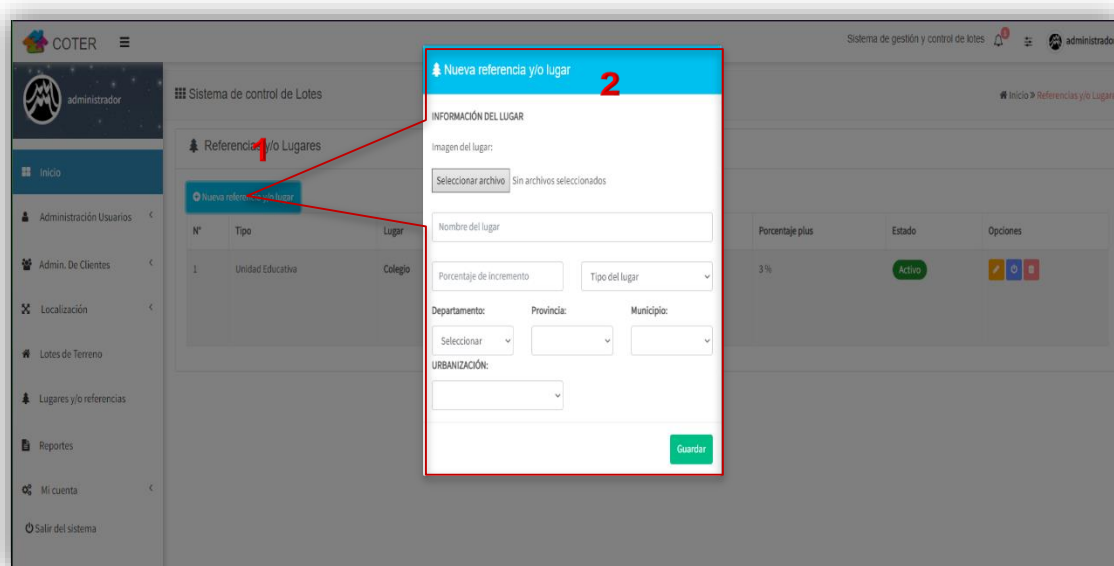 COTER
Sistema de gestión y control de lotes
administrador
administrador
Sistema de control de Lotes
Inicio » Referencias y/o Lugar
Nueva referencia y/o lugar
2
INFORMACIÓN DEL LUGAR
Imagen del lugar:
Seleccionar archivo Sin archivos seleccionados
Nombre del lugar
Porcentaje de incremento
Tipo del lugar
Departamento: Provincia: Municipio:
Seleccionar
URBANIZACIÓN:
Guardar
Referencias y/o Lugares
1
Nueva referencia y/o lugar
N° Tipo Lugar Porcentaje plus Estado Opciones
1 Unidad Educativa Colegio 3 % Activo
Inicio
Administración Usuarios
Admin. De Clientes
Localización
Lotes de Terreno
Lugares y/o referencias
Reportes
Mi cuenta
Salir del sistema